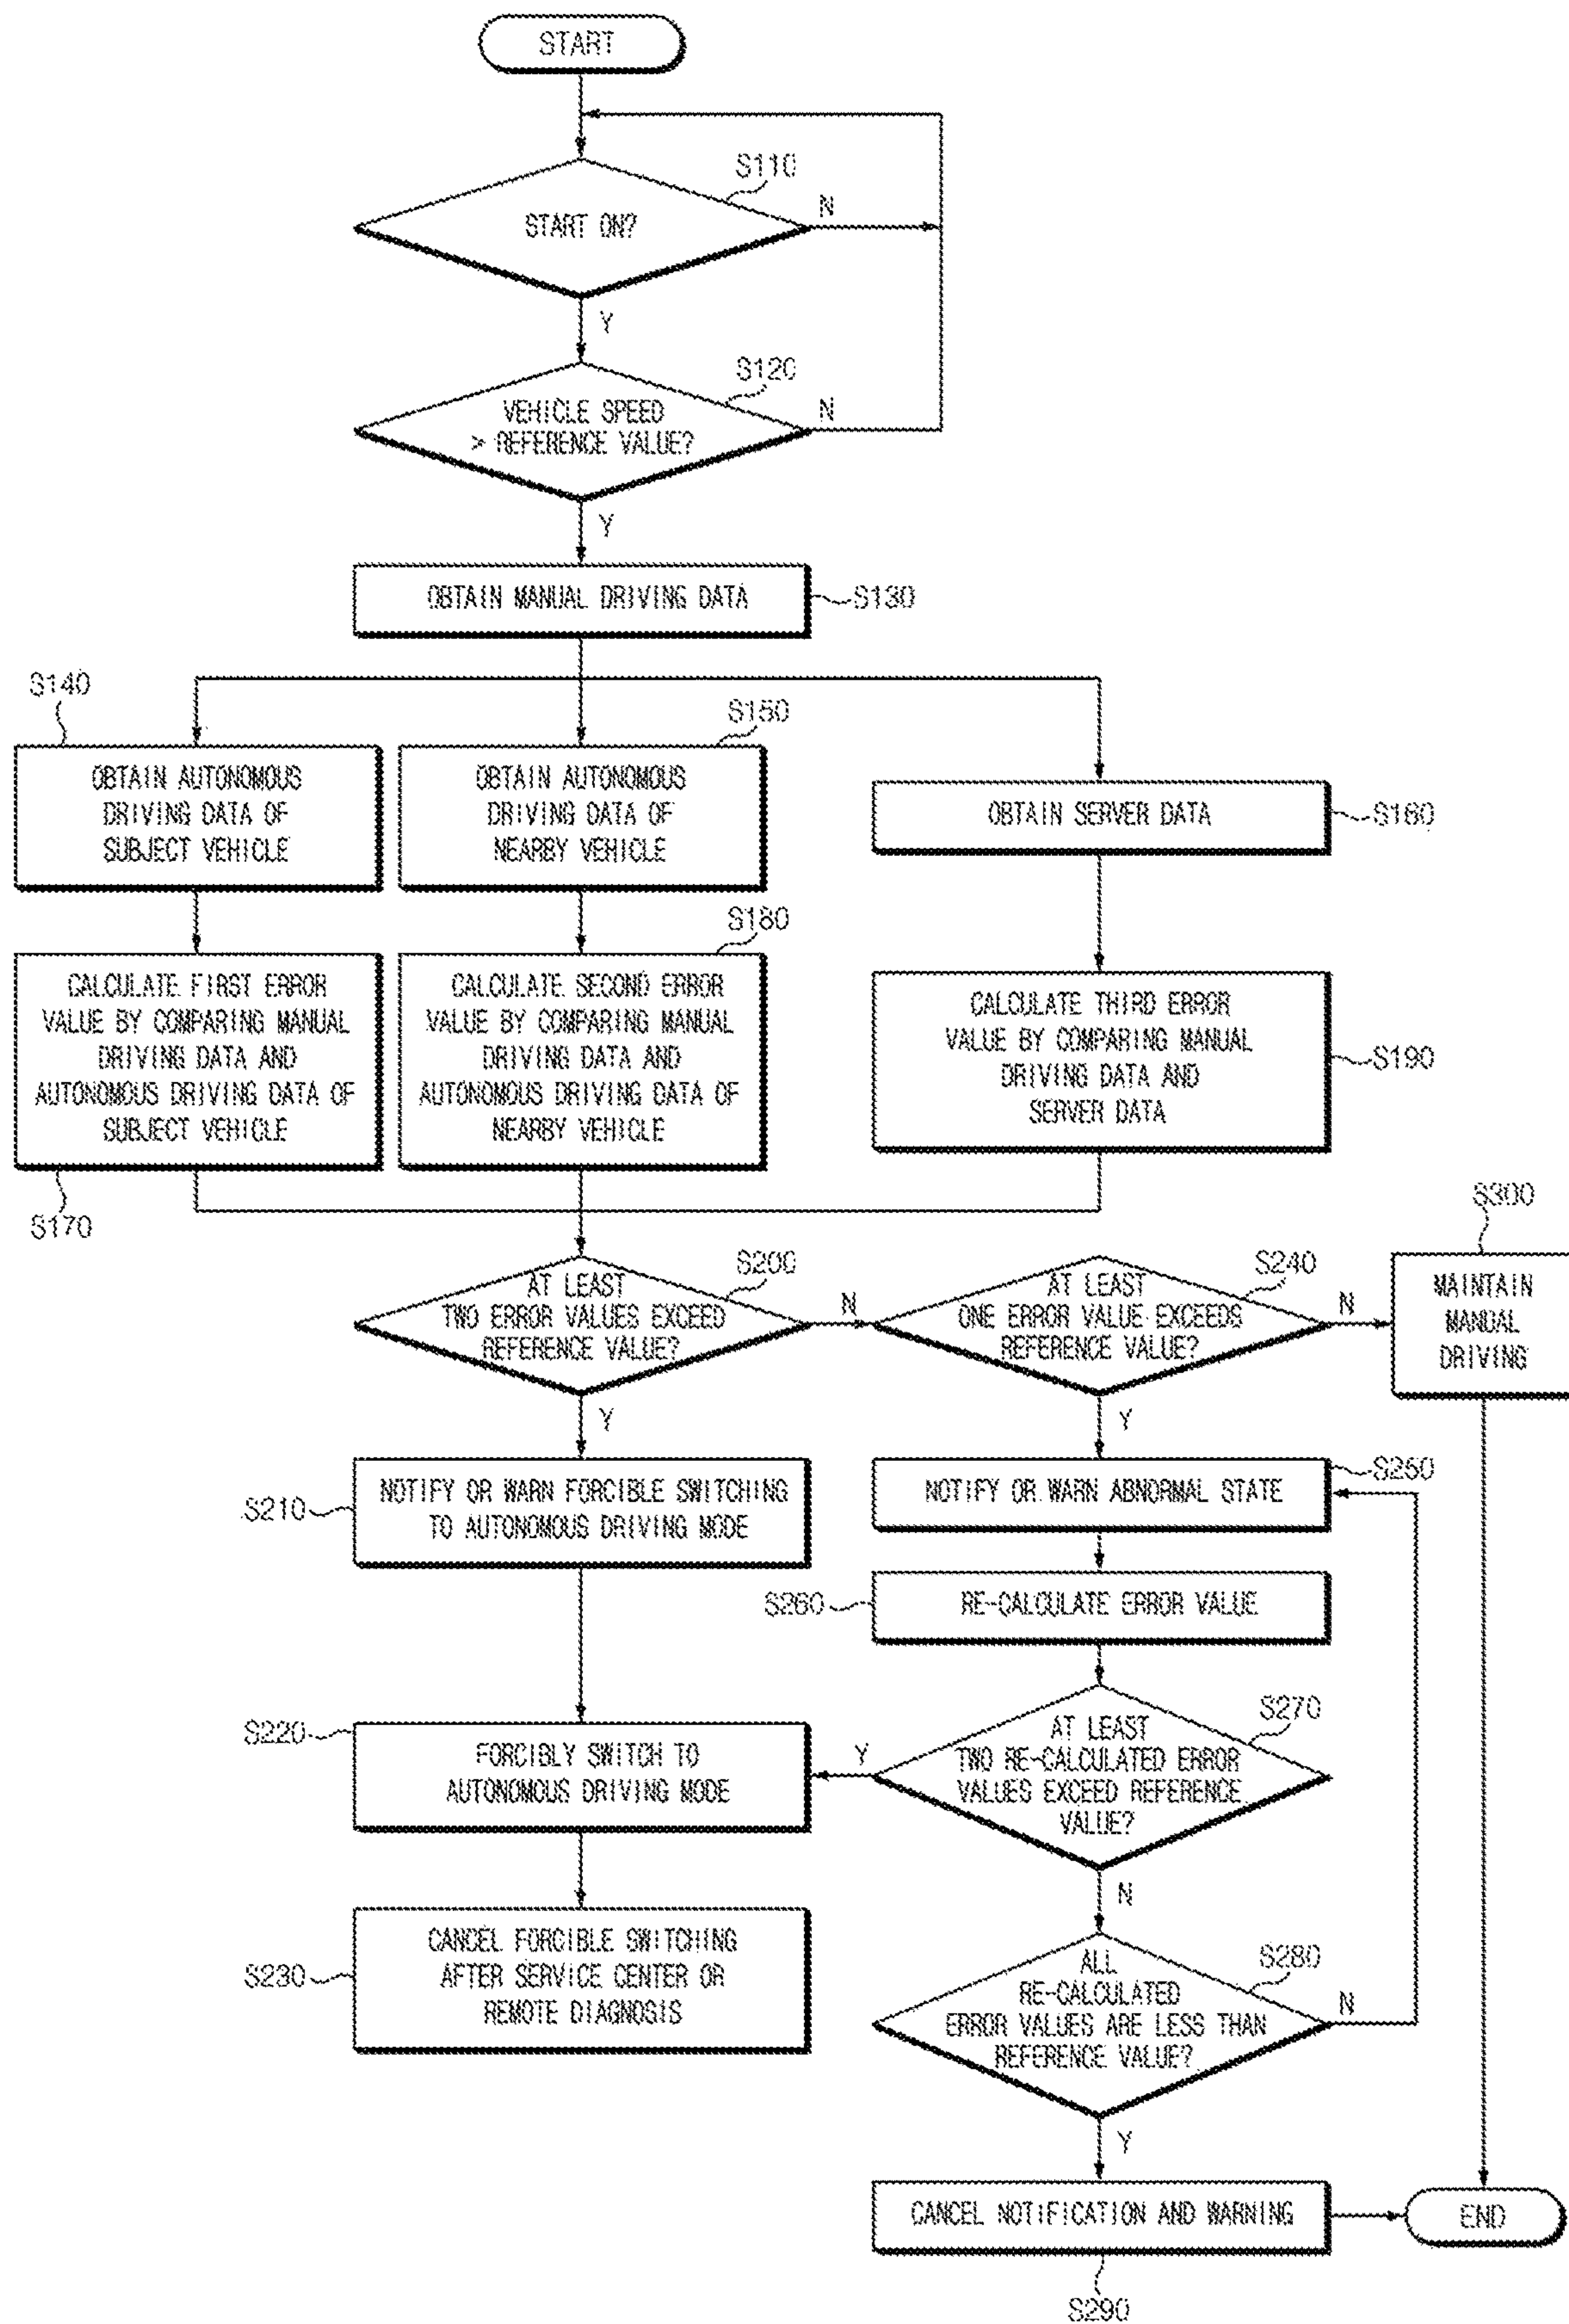 START
S110
START ON?
N
Y
S120
VEHICLE SPEED
> REFERENCE VALUE?
N
Y
OBTAIN MANUAL DRIVING DATA
S130
S140
OBTAIN AUTONOMOUS
DRIVING DATA OF
SUBJECT VEHICLE
S150
OBTAIN AUTONOMOUS
DRIVING DATA OF
NEARBY VEHICLE
OBTAIN SERVER DATA
S160
CALCULATE FIRST ERROR
VALUE BY COMPARING MANUAL
DRIVING DATA AND
AUTONOMOUS DRIVING DATA OF
SUBJECT VEHICLE
S170
S180
CALCULATE SECOND ERROR
VALUE BY COMPARING MANUAL
DRIVING DATA AND
AUTONOMOUS DRIVING DATA OF
NEARBY VEHICLE
CALCULATE THIRD ERROR
VALUE BY COMPARING MANUAL
DRIVING DATA AND
SERVER DATA
S190
S200
AT LEAST
TWO ERROR VALUES EXCEED
REFERENCE VALUE?
N
Y
S240
AT LEAST
ONE ERROR VALUE EXCEEDS
REFERENCE VALUE?
N
Y
S300
MAINTAIN
MANUAL
DRIVING
S210
NOTIFY OR WARN FORCIBLE SWITCHING
TO AUTONOMOUS DRIVING MODE
NOTIFY OR WARN ABNORMAL STATE
S250
S260
RE-CALCULATE ERROR VALUE
S220
FORCIBLY SWITCH TO
AUTONOMOUS DRIVING MODE
Y
S270
AT LEAST
TWO RE-CALCULATED ERROR
VALUES EXCEED REFERENCE
VALUE?
N
S230
CANCEL FORCIBLE SWITCHING
AFTER SERVICE CENTER OR
REMOTE DIAGNOSIS
S280
ALL
RE-CALCULATED
ERROR VALUES ARE LESS THAN
REFERENCE VALUE?
N
Y
CANCEL NOTIFICATION AND WARNING
S290
END